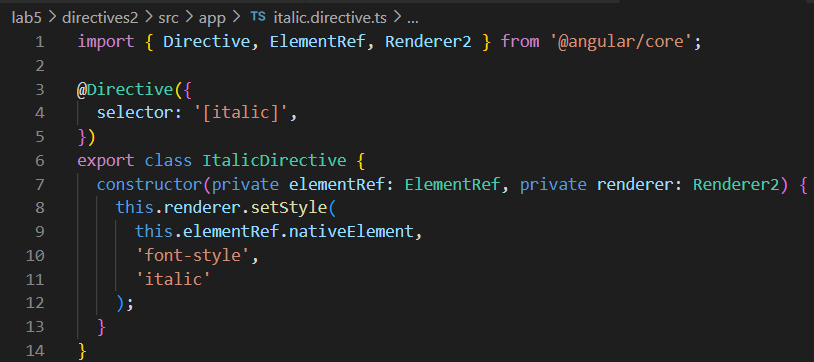 lab5 > directives2 > src > app > italic.directive.ts > ...
1 import { Directive, ElementRef, Renderer2 } from '@angular/core';
2
3 @Directive({
4   selector: '[italic]',
5 })
6 export class ItalicDirective {
7   constructor(private elementRef: ElementRef, private renderer: Renderer2) {
8     this.renderer.setStyle(
9       this.elementRef.nativeElement,
10       'font-style',
11       'italic'
12     );
13   }
14 }